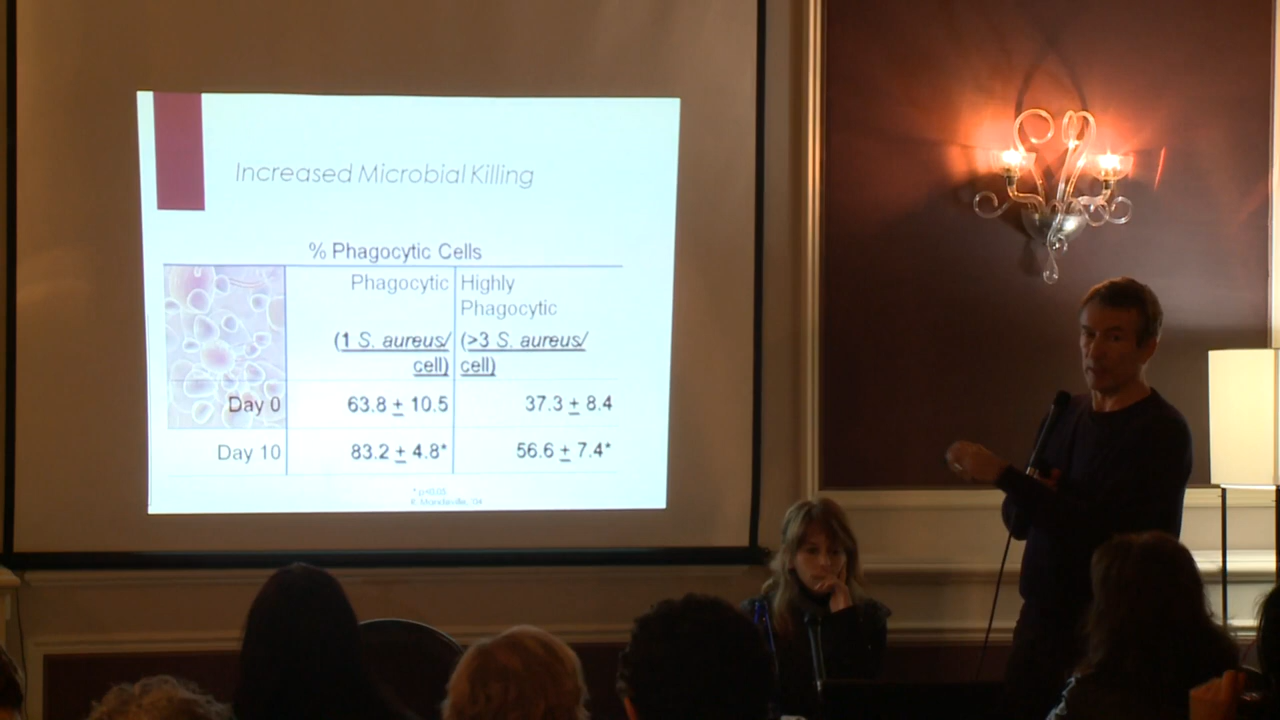 Increased Microbial Killing
% Phagocytic Cells
Phagocytic Highly
Phagocytic
(1 S. aureus/ (>3 S. aureus/
cell) cell)
Day 0 63.8 ± 10.5 37.3 ± 8.4
Day 10 83.2 ± 4.8* 56.6 ± 7.4*